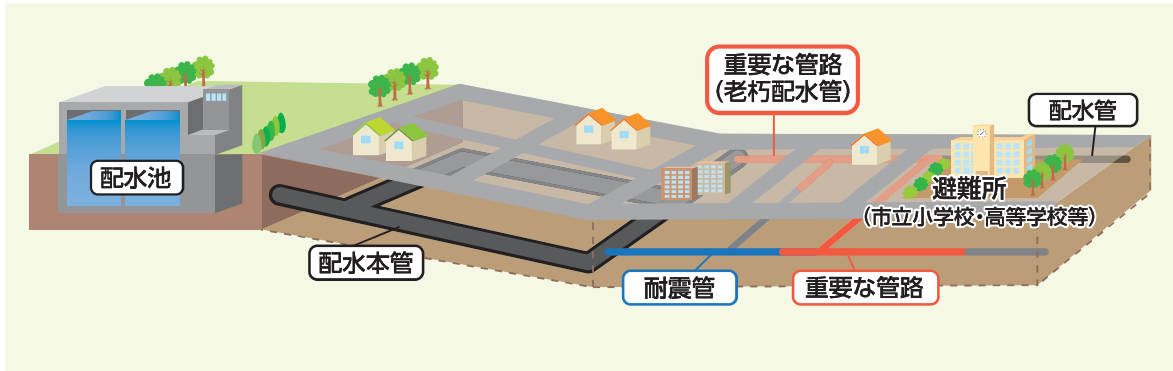 重要な管路
（老朽配水管）
配水管
配水池
避難所
（市立小学校・高等学校等）
配水本管
耐震管
重要な管路